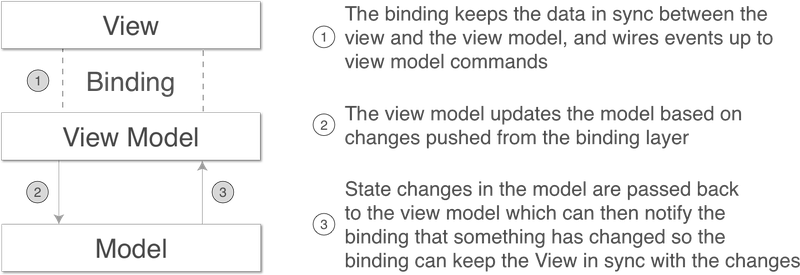 View
1
Binding
View Model
2
3
Model
1
The binding keeps the data in sync between the
view and the view model, and wires events up to
view model commands
2
The view model updates the model based on
changes pushed from the binding layer
3
State changes in the model are passed back
to the view model which can then notify the
binding that something has changed so the
binding can keep the View in sync with the changes